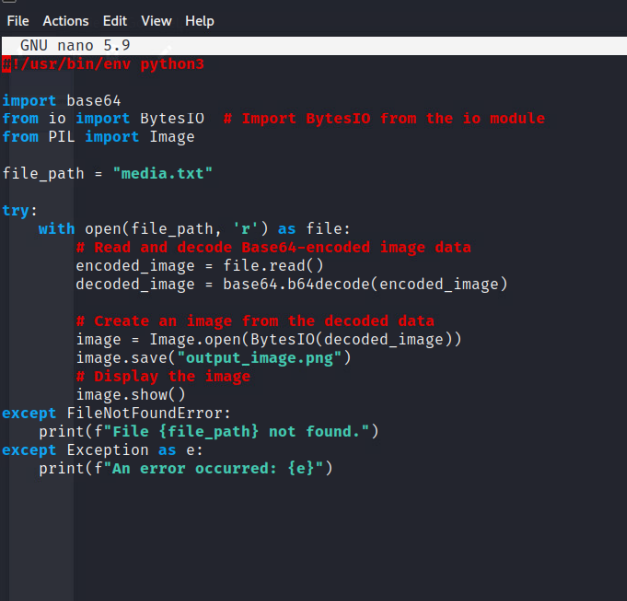 File Actions Edit View Help
GNU nano 5.9
#!/usr/bin/env python3
import base64
from io import BytesIO  # Import BytesIO from the io module
from PIL import Image
file_path = "media.txt"
try:
    with open(file_path, 'r') as file:
        # Read and decode Base64-encoded image data
        encoded_image = file.read()
        decoded_image = base64.b64decode(encoded_image)
        # Create an image from the decoded data
        image = Image.open(BytesIO(decoded_image))
        image.save("output_image.png")
        # Display the image
        image.show()
except FileNotFoundError:
    print(f"File {file_path} not found.")
except Exception as e:
    print(f"An error occurred: {e}")